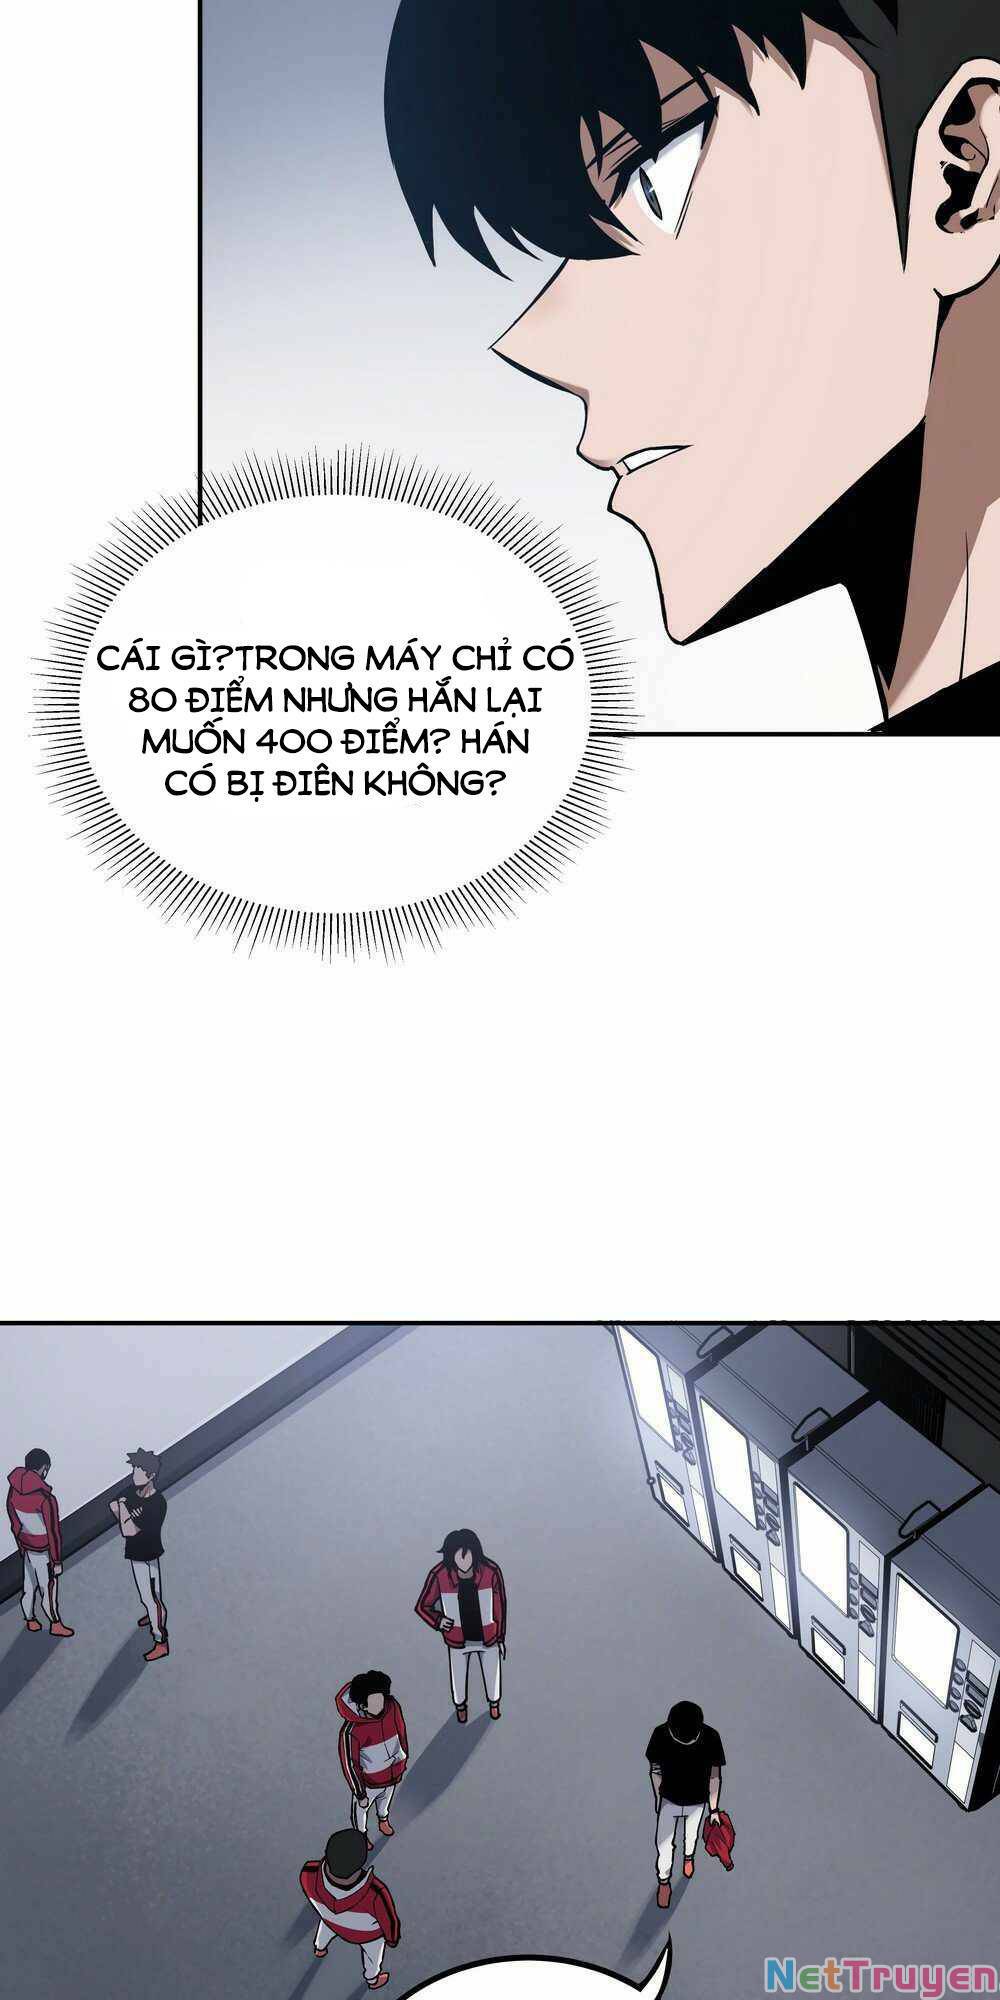 CÁI GÌ?TRONG MÁY CHỈ CÓ
80 ĐIỂM NHƯNG HẮN LẠI
MUỐN 400 ĐIỂM? HÁN
CÓ BỊ ĐIÊN KHÔNG?
NetTruyen